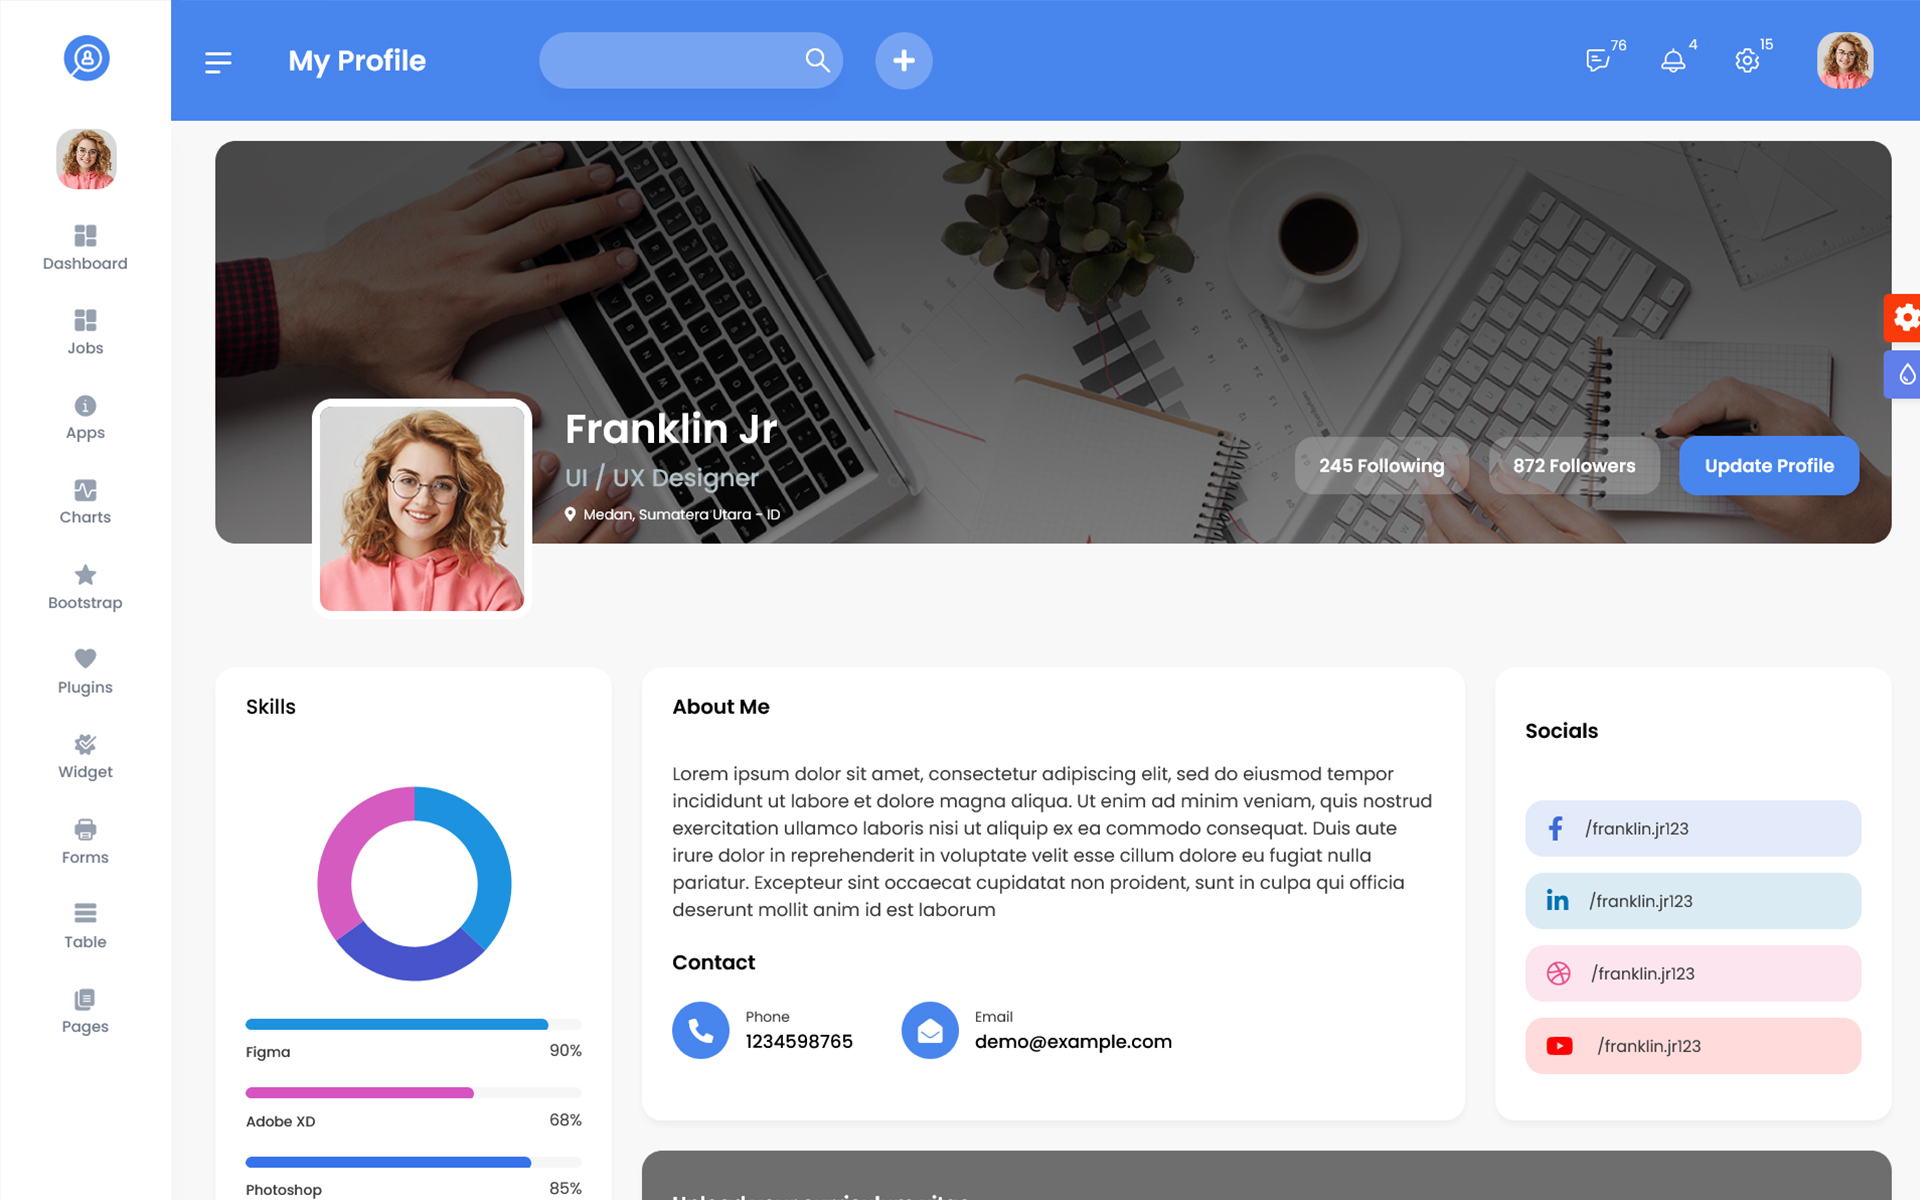 My Profile
76
4
15
Dashboard
Jobs
Apps
Charts
Bootstrap
Plugins
Widget
Forms
Table
Pages
Franklin Jr
UI / UX Designer
Medan, Sumatera Utara - ID
245 Following
872 Followers
Update Profile
Skills
Figma
90%
Adobe XD
68%
Photoshop
85%
About Me
Lorem ipsum dolor sit amet, consectetur adipiscing elit, sed do eiusmod tempor
incididunt ut labore et dolore magna aliqua. Ut enim ad minim veniam, quis nostrud
exercitation ullamco laboris nisi ut aliquip ex ea commodo consequat. Duis aute
irure dolor in reprehenderit in voluptate velit esse cillum dolore eu fugiat nulla
pariatur. Excepteur sint occaecat cupidatat non proident, sunt in culpa qui officia
deserunt mollit anim id est laborum
Contact
Phone
1234598765
Email
demo@example.com
Socials
/franklin.jr123
/franklin.jr123
/franklin.jr123
/franklin.jr123